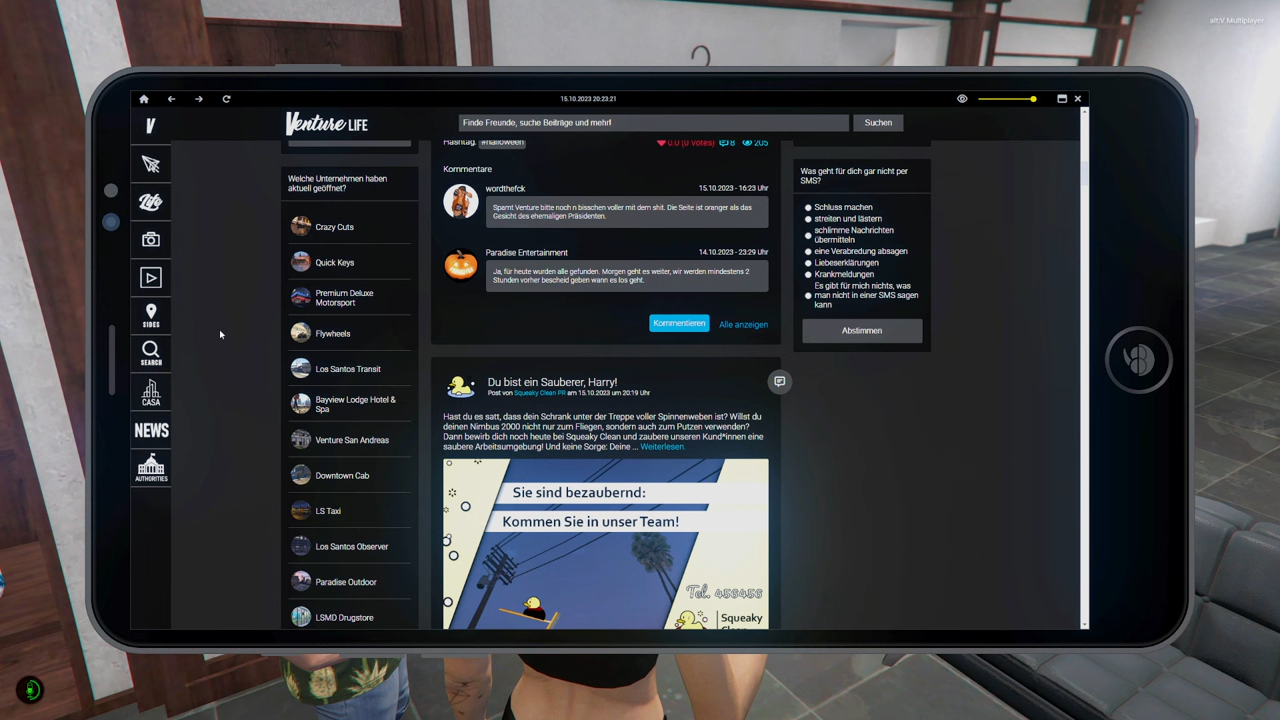 alt:V Multiplayer
15.10.2023 20:23:21
V
Venture LIFE
Finde Freunde, suche Beiträge und mehr!
Suchen
Life
SIDES
SEARCH
CASA
NEWS
AUTHORITIES
Welche Unternehmen haben
aktuell geöffnet?
Crazy Cuts
Quick Keys
Premium Deluxe
Motorsport
Flywheels
Los Santos Transit
Bayview Lodge Hotel &
Spa
Venture San Andreas
Downtown Cab
LS Taxi
Los Santos Observer
Paradise Outdoor
LSMD Drugstore
Hashtag: #halloween
0.0 (0 Votes) 8 205
Kommentare
wordthefck 15.10.2023 - 16:23 Uhr
Spamt Venture bitte noch n bisschen voller mit dem shit. Die Seite ist oranger als das
Gesicht des ehemaligen Präsidenten.
Paradise Entertainment 14.10.2023 - 23:29 Uhr
Ja, für heute wurden alle gefunden. Morgen geht es weiter, wir werden mindestens 2
Stunden vorher bescheid geben wann es los geht.
Kommentieren Alle anzeigen
Du bist ein Sauberer, Harry!
Post von Squeaky Clean PR am 15.10.2023 um 20:19 Uhr
Hast du es satt, dass dein Schrank unter der Treppe voller Spinnenweben ist? Willst du
deinen Nimbus 2000 nicht nur zum Fliegen, sondern auch zum Putzen verwenden?
Dann bewirb dich noch heute bei Squeaky Clean und zaubere unseren Kund*innen eine
saubere Arbeitsumgebung! Und keine Sorge: Deine ... Weiterlesen.
Sie sind bezaubernd:
Kommen Sie in unser Team!
Tel. 456456
Squeaky
Clean
Was geht für dich gar nicht per
SMS?
Schluss machen
streiten und lästern
schlimme Nachrichten
übermitteln
eine Verabredung absagen
Liebeserklärungen
Krankmeldungen
Es gibt für mich nichts, was
man nicht in einer SMS sagen
kann
Abstimmen